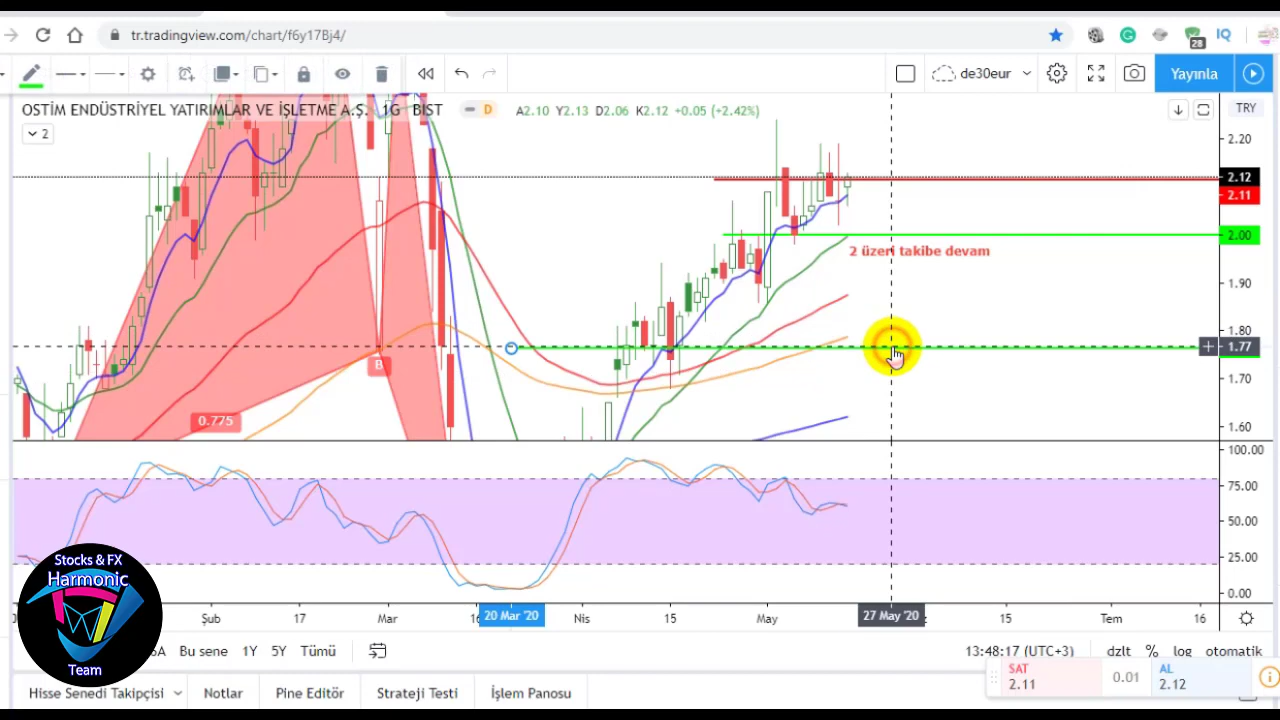 tr.tradingview.com/chart/f6y17Bj4/
28
IQ
de30eur
Yayınla
OSTİM ENDÜSTRİYEL YATIRIMLAR VE İŞLETME A.Ş. 1G BIST
D
A2.10 Y2.13 D2.06 K2.12 +0.05 (+2.42%)
TRY
2
2.20
2.12
2.11
2.00
2 üzeri takibe devam
1.90
1.80
1.77
B
1.70
0.775
1.60
100.00
75.00
50.00
25.00
0.00
Stocks & FX
Harmonic
Team
Şub
17
Mar
20 Mar '20
Nis
15
May
27 May '20
15
Tem
16
Bu sene
1Y
5Y
Tümü
13:48:17 (UTC+3)
dzlt
%
log
otomatik
SAT
2.11
0.01
AL
2.12
Hisse Senedi Takipçisi
Notlar
Pine Editör
Strateji Testi
İşlem Panosu